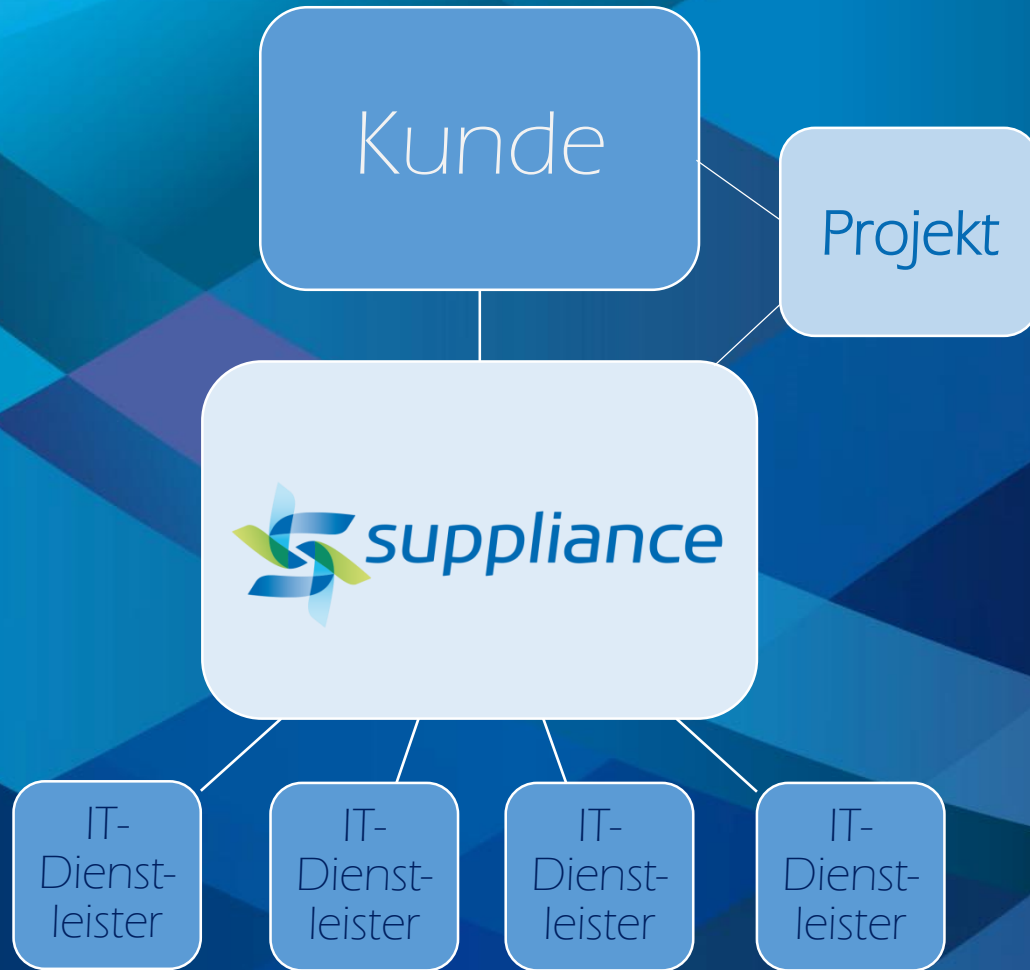 Kunde
Projekt
suppliance
IT-
Dienst-
leister
IT-
Dienst-
leister
IT-
Dienst-
leister
IT-
Dienst-
leister